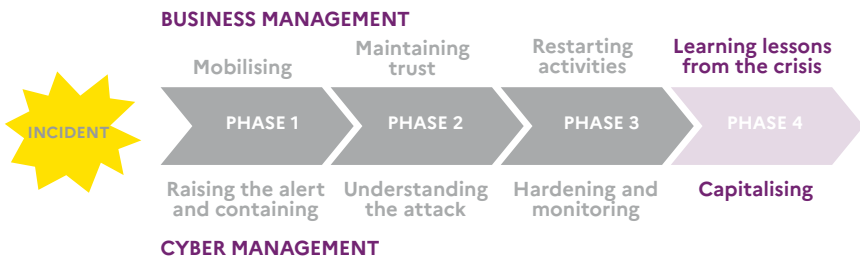 BUSINESS MANAGEMENT
Mobilising
Maintaining
trust
Restarting
activities
Learning lessons
from the crisis
INCIDENT
PHASE 1
PHASE 2
PHASE 3
PHASE 4
Raising the alert
and containing
Understanding
the attack
Hardening and
monitoring
Capitalising
CYBER MANAGEMENT